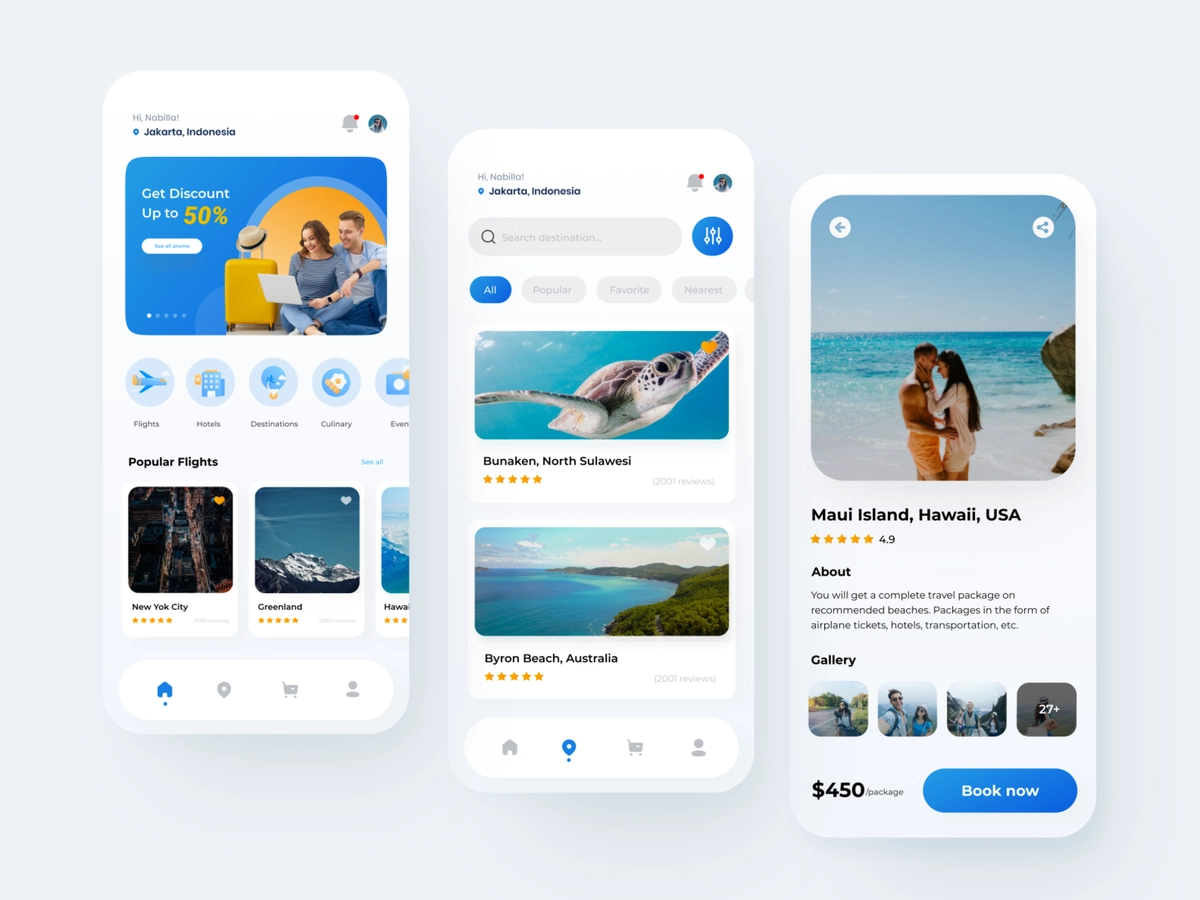 Hi, Nabilla!
Jakarta, Indonesia
Get Discount
Up to 50%
See all promo
Flights
Hotels
Destinations
Culinary
Even
Popular Flights
See all
New Yok City
Greenland
Hawai
(2001 reviews)
Hi, Nabilla!
Jakarta, Indonesia
Search destination...
All
Popular
Favorite
Nearest
Bunaken, North Sulawesi
(2001 reviews)
Byron Beach, Australia
(2001 reviews)
Maui Island, Hawaii, USA
4.9
About
You will get a complete travel package on
recommended beaches. Packages in the form of
airplane tickets, hotels, transportation, etc.
Gallery
27+
$450/package
Book now